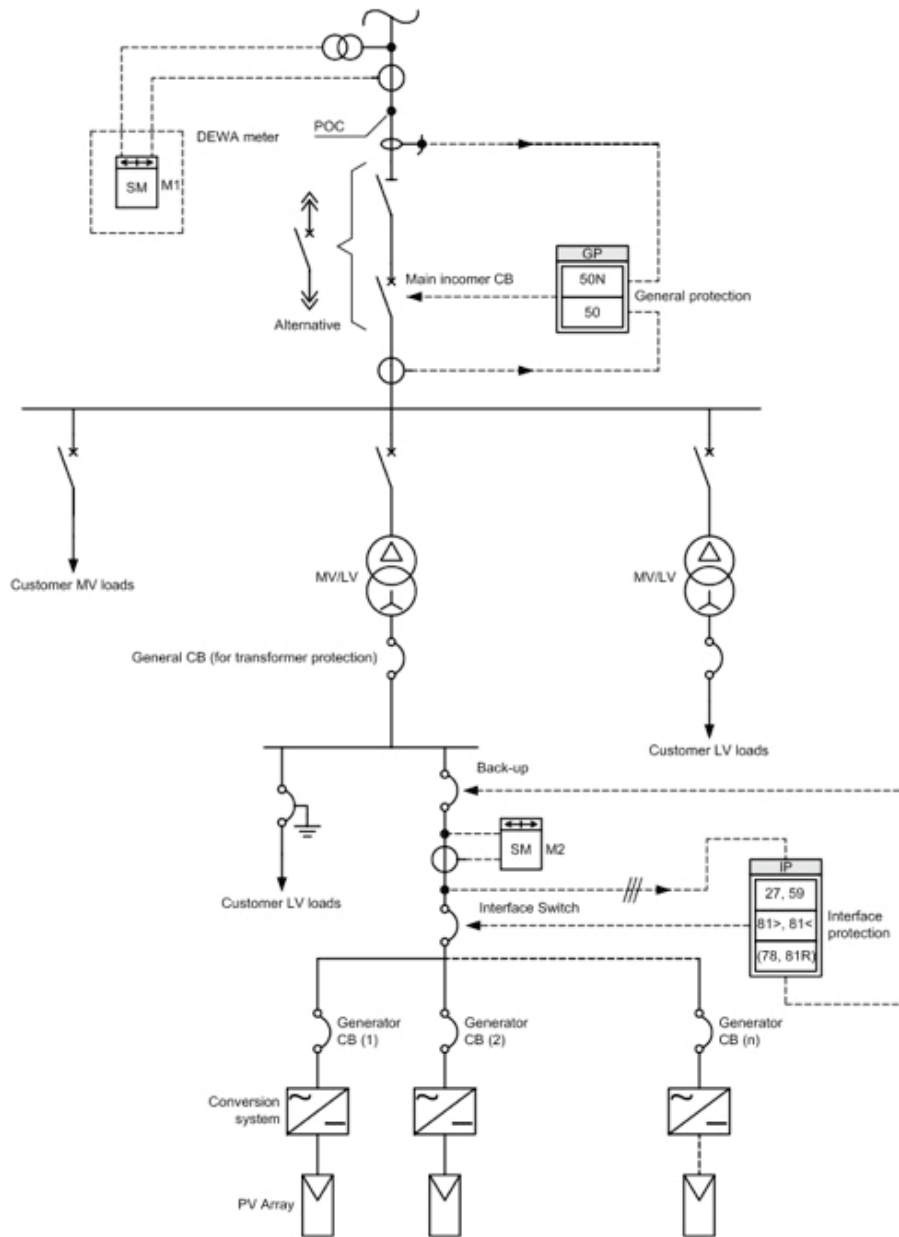 POC
DEWA meter
SM
M1
Alternative
Main incomer CB
GP
50N
50
General protection
Customer MV loads
MV/LV
MV/LV
General CB (for transformer protection)
Customer LV loads
Back-up
SM
M2
Customer LV loads
Interface Switch
IP
27, 59
81>, 81<
(78, 81R)
Interface
protection
Generator
CB (1)
Generator
CB (2)
Generator
CB (n)
Conversion
system
PV Array